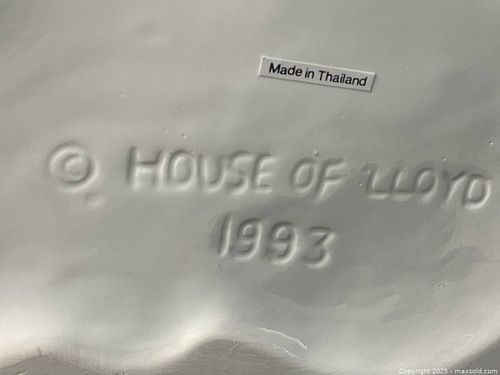 Made in Thailand
© HOUSE OF LLOYD
1993
Copyright 2025 - maxsold.com